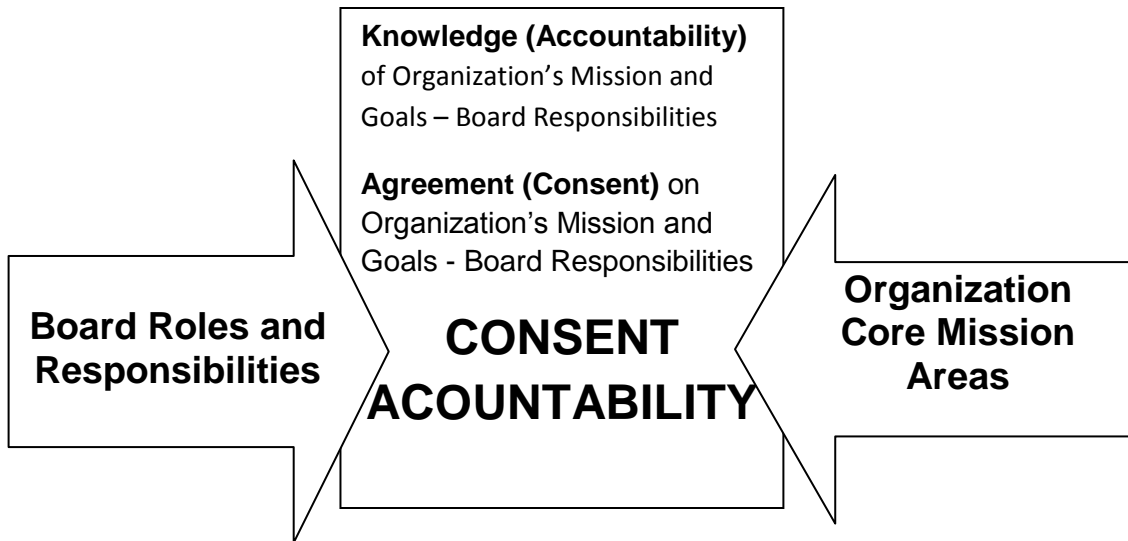 Knowledge (Accountability)
of Organization’s Mission and
Goals – Board Responsibilities
Agreement (Consent) on
Organization’s Mission and
Goals - Board Responsibilities
CONSENT
ACOUNTABILITY
Board Roles and
Responsibilities
Organization
Core Mission
Areas